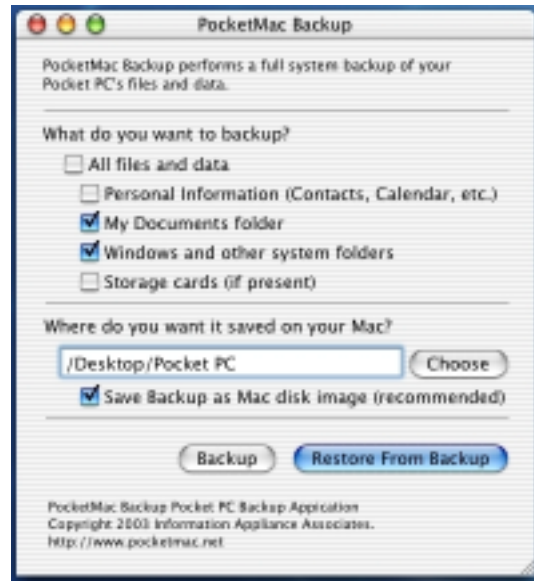 PocketMac Backup
PocketMac Backup performs a full system backup of your
Pocket PC's files and data.
What do you want to backup?
All files and data
Personal Information (Contacts, Calendar, etc.)
My Documents folder
Windows and other system folders
Storage cards (if present)
Where do you want it saved on your Mac?
/Desktop/Pocket PC
Choose
Save Backup as Mac disk image (recommended)
Backup
Restore From Backup
PocketMac Backup Pocket PC Backup Appication
Copyright 2003 Information Appliance Associates.
http://www.pocketmac.net